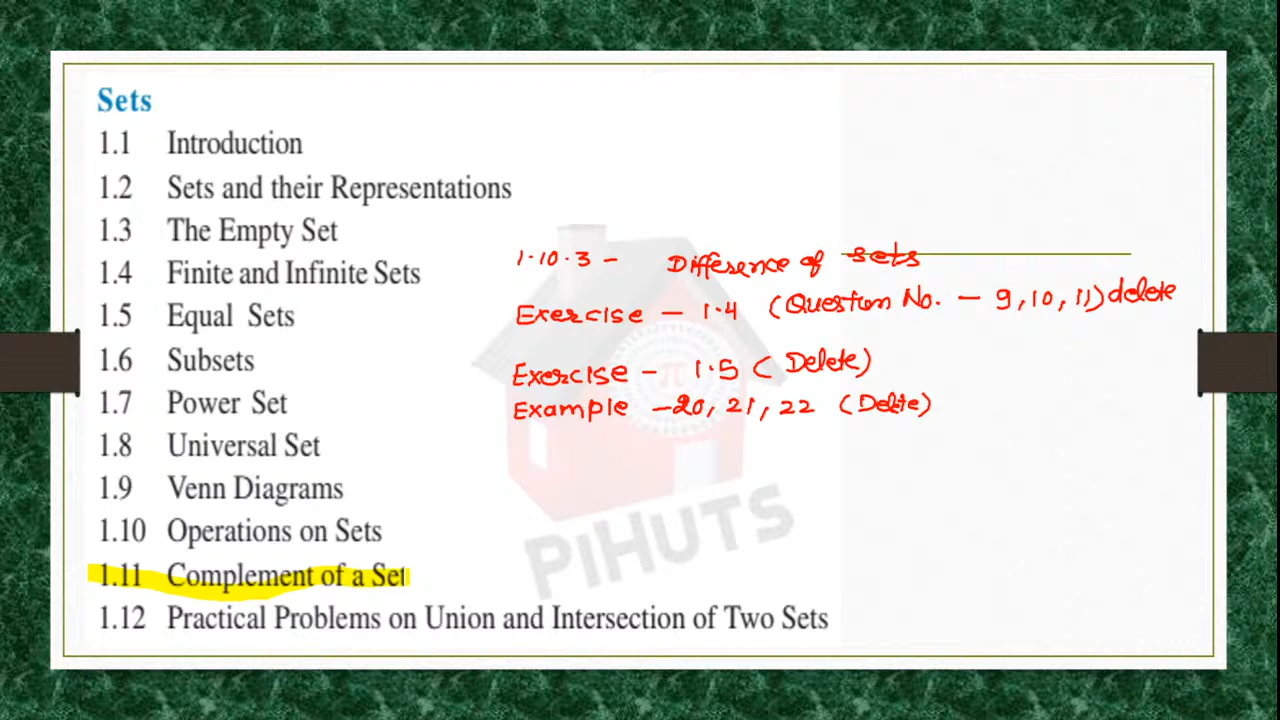 Sets
1.1 Introduction
1.2 Sets and their Representations
1.3 The Empty Set
1.4 Finite and Infinite Sets
1.5 Equal Sets
1.6 Subsets
1.7 Power Set
1.8 Universal Set
1.9 Venn Diagrams
1.10 Operations on Sets
1.11 Complement of a Set
1.12 Practical Problems on Union and Intersection of Two Sets
1.10.3 - Difference of sets
Exercise - 1.4 (Question No. - 9, 10, 11) delete
Exercise - 1.5 (Delete)
Example - 20, 21, 22 (Delete)
π
PiHUTS